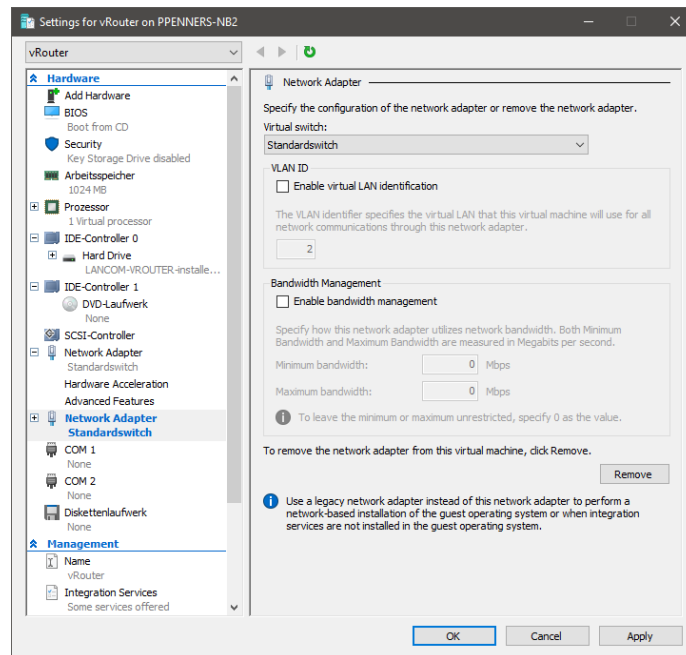 Settings for vRouter on PPENNERS-NB2
vRouter
Hardware
Add Hardware
BIOS
Boot from CD
Security
Key Storage Drive disabled
Arbeitsspeicher
1024 MB
Prozessor
1 Virtual processor
IDE-Controller 0
Hard Drive
LANCOM-VROUTER-installe...
IDE-Controller 1
DVD-Laufwerk
None
SCSI-Controller
Network Adapter
Standardswitch
Hardware Acceleration
Advanced Features
Network Adapter
Standardswitch
COM 1
None
COM 2
None
Diskettenlaufwerk
None
Management
Name
vRouter
Integration Services
Some services offered
Network Adapter
Specify the configuration of the network adapter or remove the network adapter.
Virtual switch:
Standardswitch
VLAN ID
Enable virtual LAN identification
The VLAN identifier specifies the virtual LAN that this virtual machine will use for all
network communications through this network adapter.
2
Bandwidth Management
Enable bandwidth management
Specify how this network adapter utilizes network bandwidth. Both Minimum
Bandwidth and Maximum Bandwidth are measured in Megabits per second.
Minimum bandwidth: 0 Mbps
Maximum bandwidth: 0 Mbps
To leave the minimum or maximum unrestricted, specify 0 as the value.
To remove the network adapter from this virtual machine, click Remove.
Remove
Use a legacy network adapter instead of this network adapter to perform a
network-based installation of the guest operating system or when integration
services are not installed in the guest operating system.
OK Cancel Apply